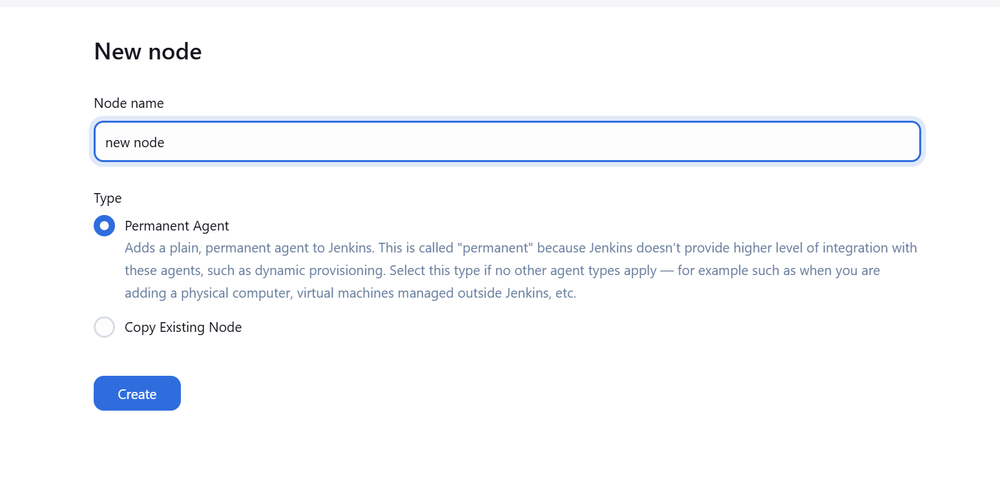 New node
Node name
new node
Type
Permanent Agent
Adds a plain, permanent agent to Jenkins. This is called "permanent" because Jenkins doesn’t provide higher level of integration with
these agents, such as dynamic provisioning. Select this type if no other agent types apply — for example such as when you are
adding a physical computer, virtual machines managed outside Jenkins, etc.
Copy Existing Node
Create